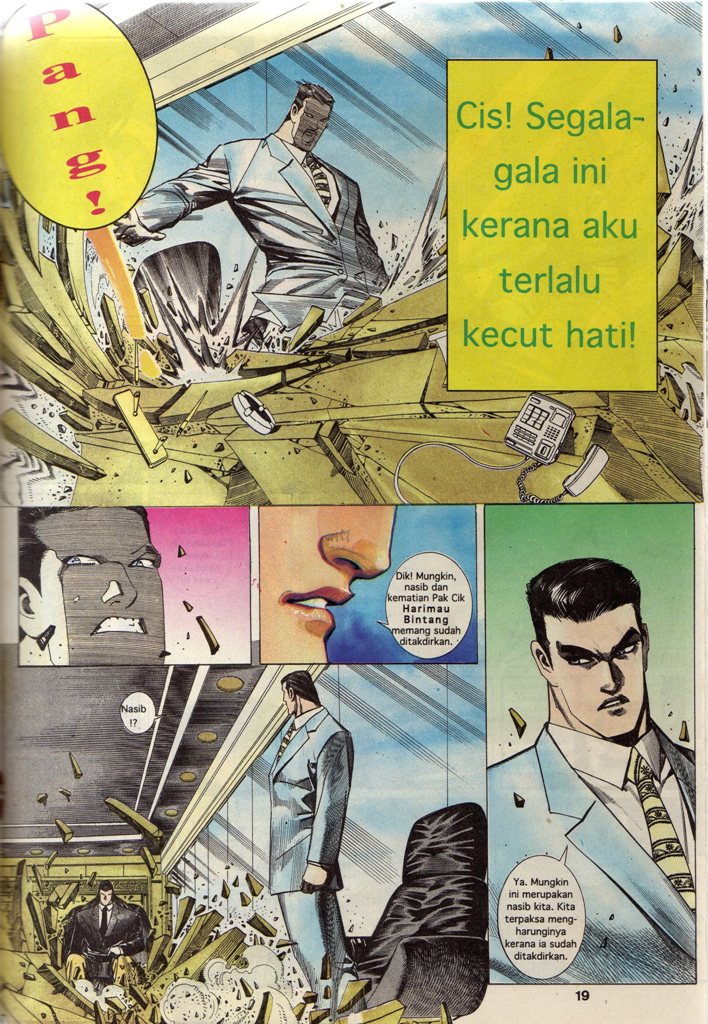 Pang!
Cis! Segala-
gala ini
kerana aku
terlalu
kecut hati!
Dik! Mungkin,
nasib dan
kematian Pak Cik
Harimau
Bintang
memang sudah
ditakdirkan.
Nasib
!?
Ya. Mungkin
ini merupakan
nasib kita. Kita
terpaksa meng-
harunginya
kerana ia sudah
ditakdirkan.
19